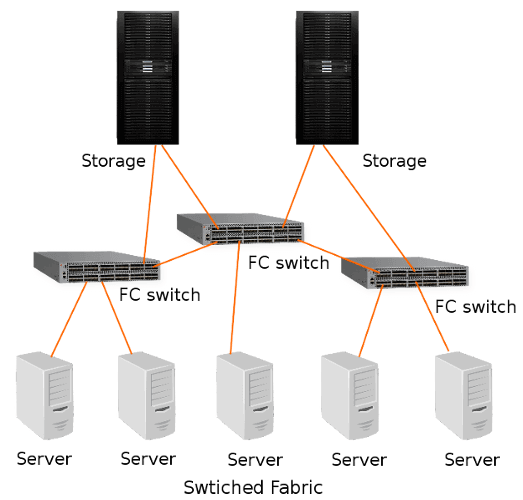 Storage
Storage
FC switch
FC switch
FC switch
Server
Server
Server
Server
Server
Swtiched Fabric